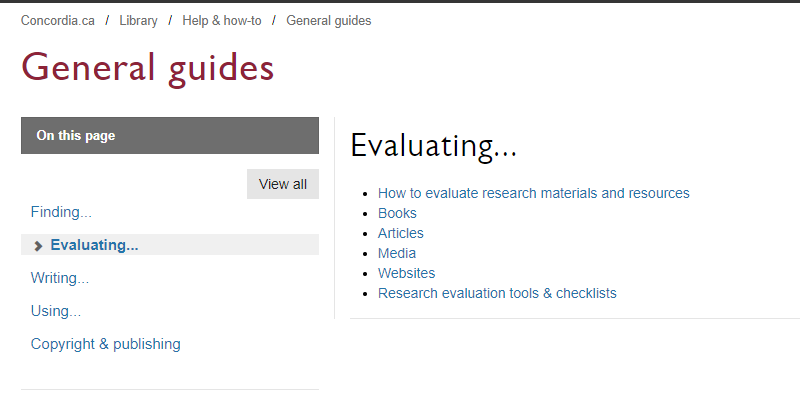 Concordia.ca / Library / Help & how-to / General guides
General guides
On this page
View all
Finding...
Evaluating...
Writing...
Using...
Copyright & publishing
Evaluating...
How to evaluate research materials and resources
Books
Articles
Media
Websites
Research evaluation tools & checklists